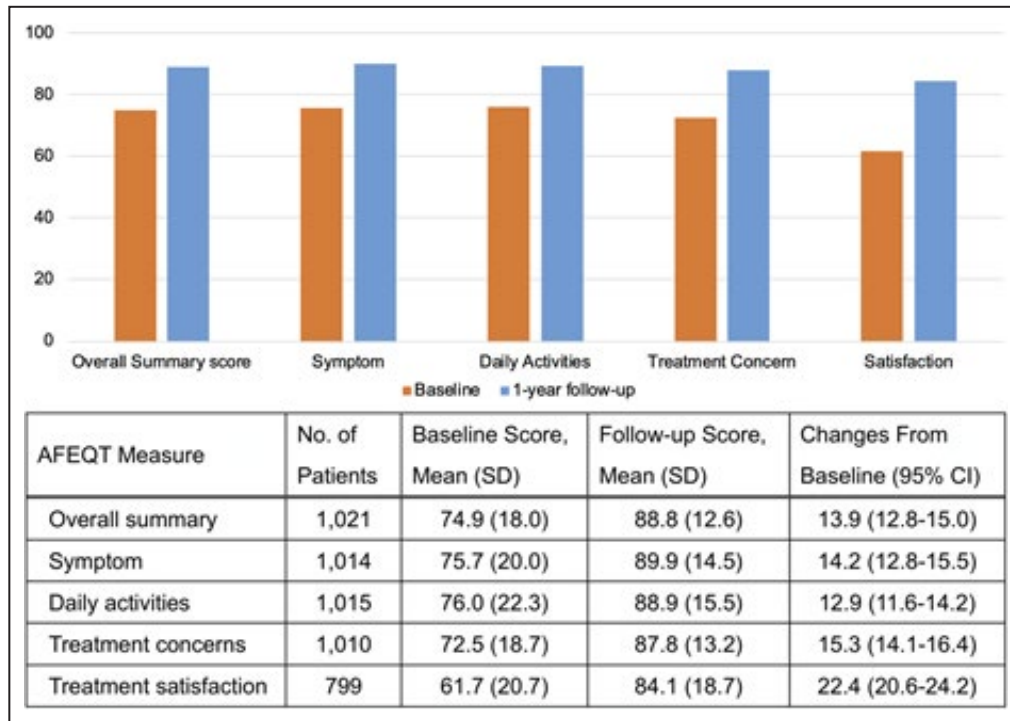 100
80
60
40
20
0
Overall Summary score Symptom Daily Activities Treatment Concern Satisfaction
Baseline 1-year follow-up
AFEQT Measure No. of Patients Baseline Score, Mean (SD) Follow-up Score, Mean (SD) Changes From Baseline (95% CI)
Overall summary 1,021 74.9 (18.0) 88.8 (12.6) 13.9 (12.8-15.0)
Symptom 1,014 75.7 (20.0) 89.9 (14.5) 14.2 (12.8-15.5)
Daily activities 1,015 76.0 (22.3) 88.9 (15.5) 12.9 (11.6-14.2)
Treatment concerns 1,010 72.5 (18.7) 87.8 (13.2) 15.3 (14.1-16.4)
Treatment satisfaction 799 61.7 (20.7) 84.1 (18.7) 22.4 (20.6-24.2)